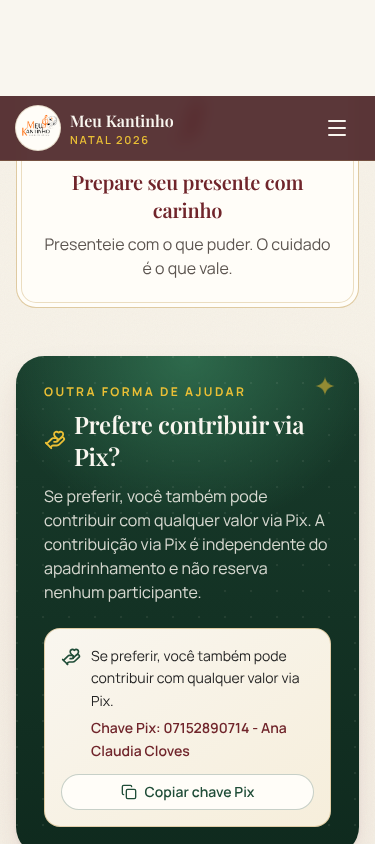 Meu Kantinho
Meu Kantinho
NATAL 2026
Prepare seu presente com
carinho
Presenteie com o que puder. O cuidado
é o que vale.
OUTRA FORMA DE AJUDAR
Prefere contribuir via
Pix?
Se preferir, você também pode
contribuir com qualquer valor via Pix. A
contribuição via Pix é independente do
apadrinhamento e não reserva
nenhum participante.
Se preferir, você também pode
contribuir com qualquer valor via
Pix.
Chave Pix: 07152890714 - Ana
Claudia Cloves
Copiar chave Pix